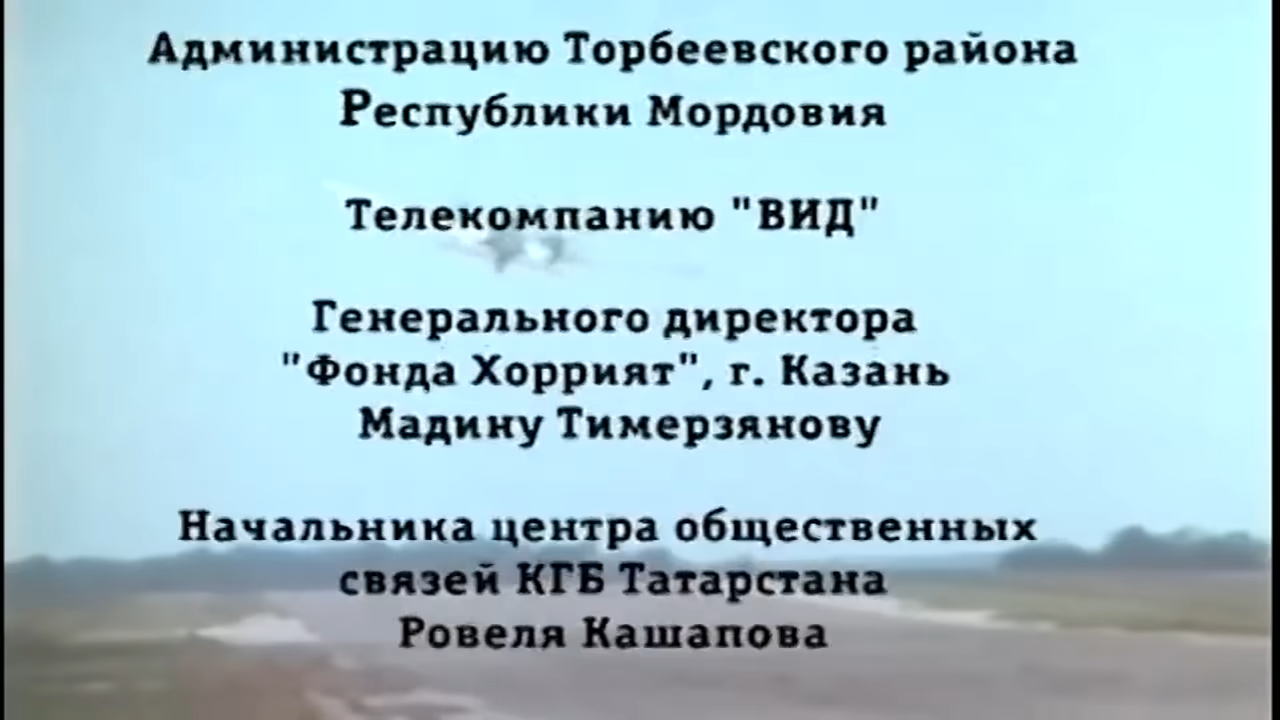 Администрацию Торбеевского района
Республики Мордовия
Телекомпанию "ВИД"
Генерального директора
"Фонда Хоррият", г. Казань
Мадину Тимерзянову
Начальника центра общественных
связей КГБ Татарстана
Ровеля Кашапова